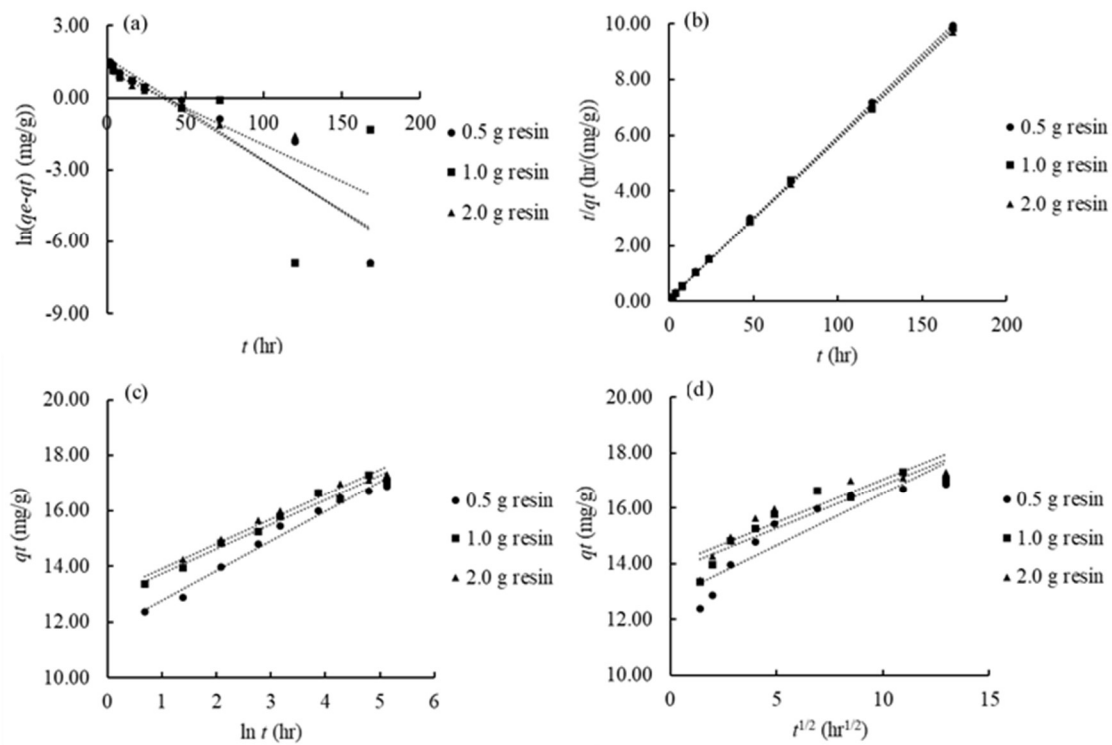 (a)
3.00
0.00
-3.00
-6.00
-9.00
0 50 100 150 200
ln(qe-qt) (mg/g))
t (hr)
0.5 g resin
1.0 g resin
2.0 g resin
(b)
10.00
8.00
6.00
4.00
2.00
0.00
0 50 100 150 200
t/qt (hr/(mg/g))
t (hr)
0.5 g resin
1.0 g resin
2.0 g resin
(c)
20.00
18.00
16.00
14.00
12.00
10.00
0 1 2 3 4 5 6
qt (mg/g)
ln t (hr)
0.5 g resin
1.0 g resin
2.0 g resin
(d)
20.00
18.00
16.00
14.00
12.00
10.00
0 5 10 15
qt (mg/g)
t1/2 (hr1/2)
0.5 g resin
1.0 g resin
2.0 g resin